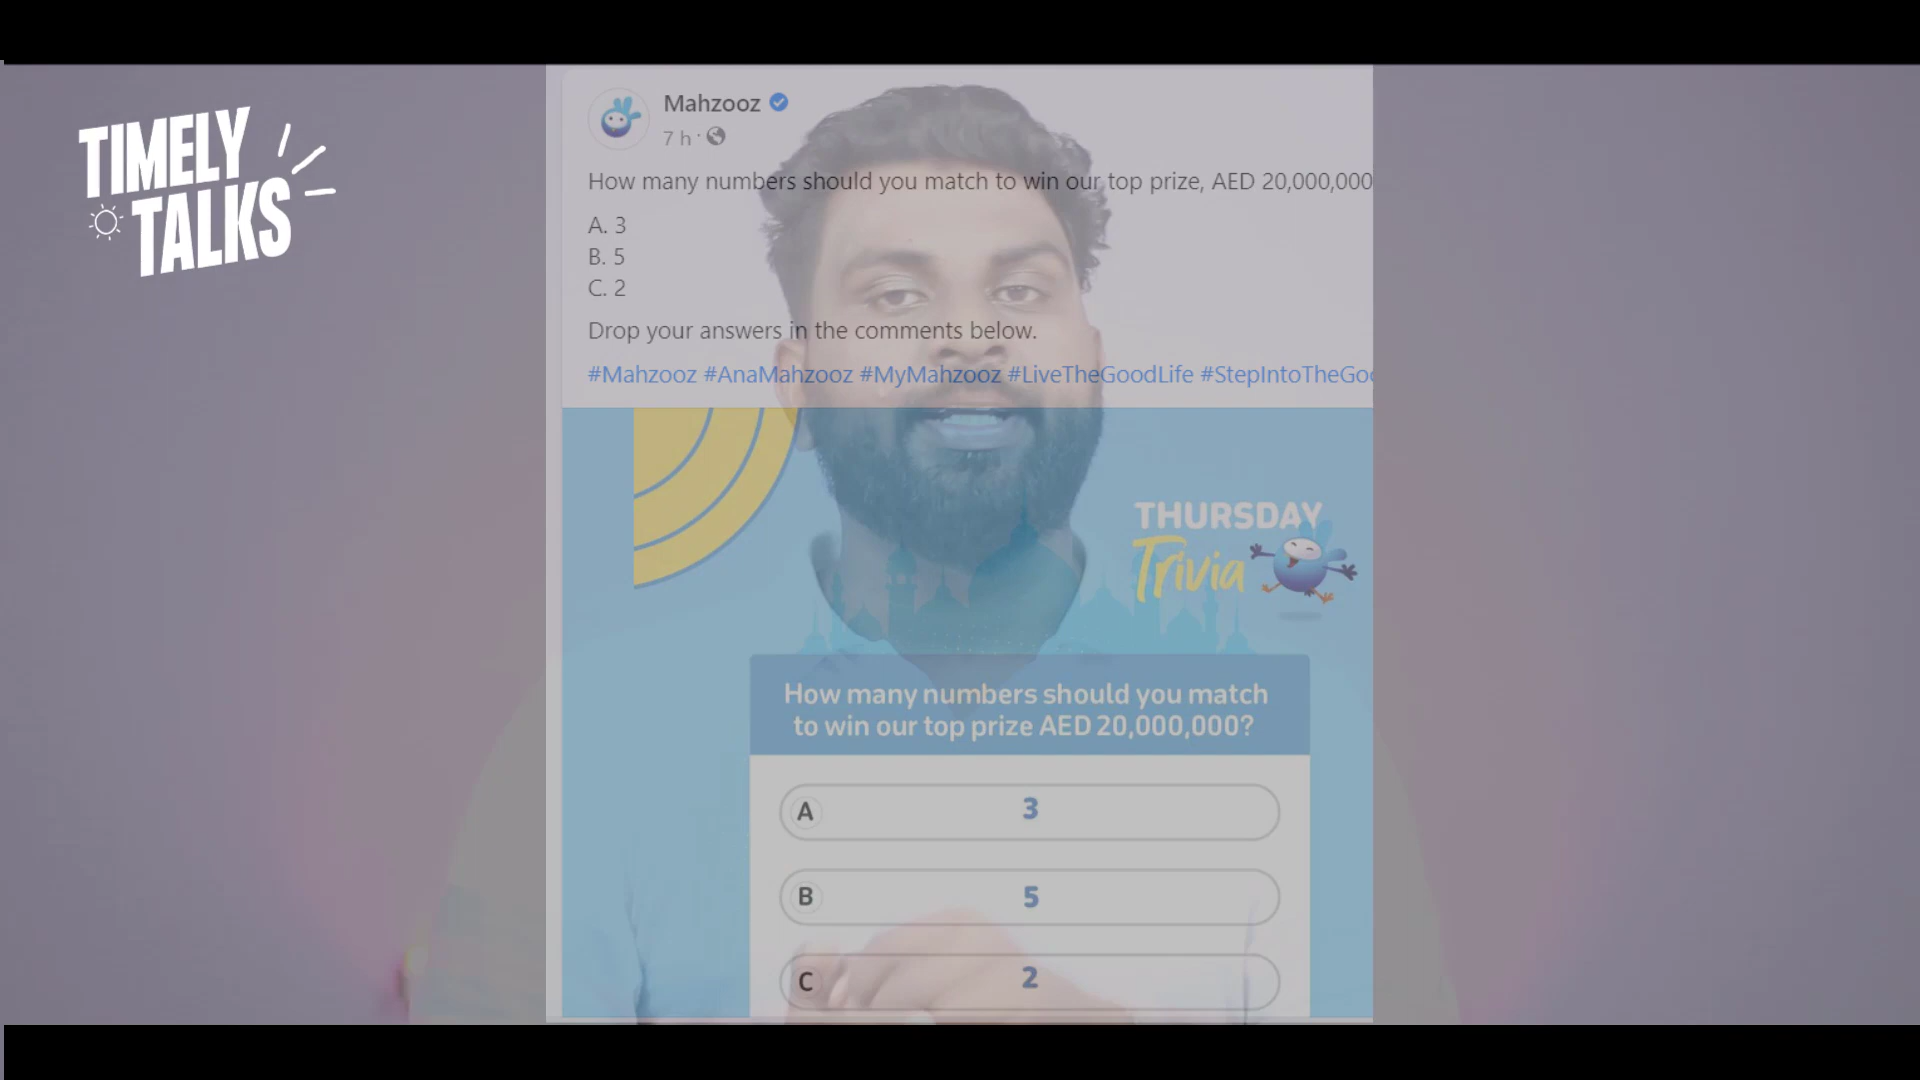 TIMELY
TALKS
Mahzooz
7 h ·
How many numbers should you match to win our top prize, AED 20,000,000
A. 3
B. 5
C. 2
Drop your answers in the comments below.
#Mahzooz #AnaMahzooz #MyMahzooz #LiveTheGoodLife #StepIntoTheGoo
THURSDAY
Trivia
How many numbers should you match
to win our top prize AED 20,000,000?
A 3
B 5
C 2